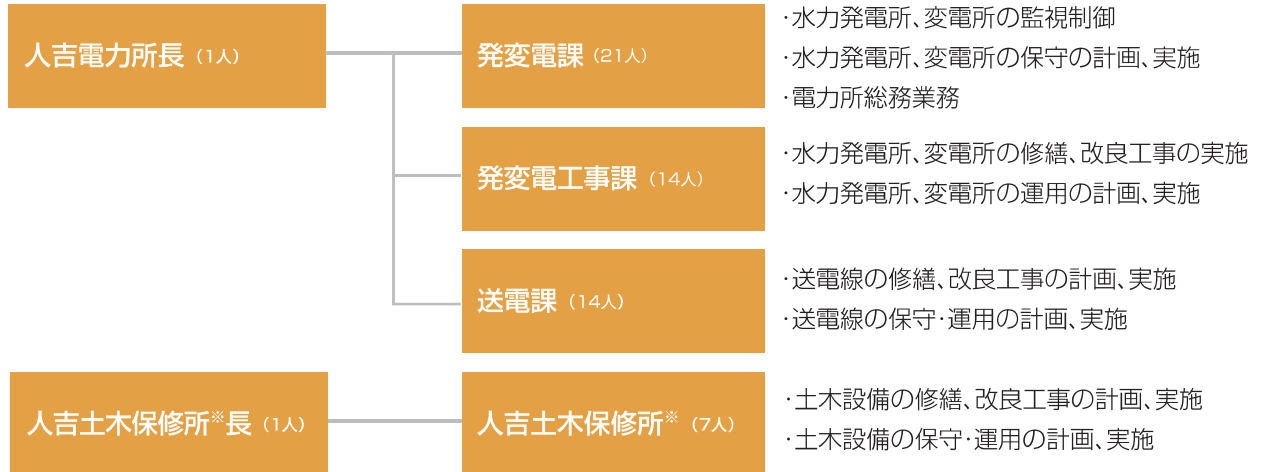 人吉電力所長（1人）
発変電課（21人）
・水力発電所、変電所の監視制御
・水力発電所、変電所の保守の計画、実施
・電力所総務業務
発変電工事課（14人）
・水力発電所、変電所の修繕、改良工事の実施
・水力発電所、変電所の運用の計画、実施
送電課（14人）
・送電線の修繕、改良工事の計画、実施
・送電線の保守・運用の計画、実施
人吉土木保修所※長（1人）
人吉土木保修所※（7人）
・土木設備の修繕、改良工事の計画、実施
・土木設備の保守・運用の計画、実施